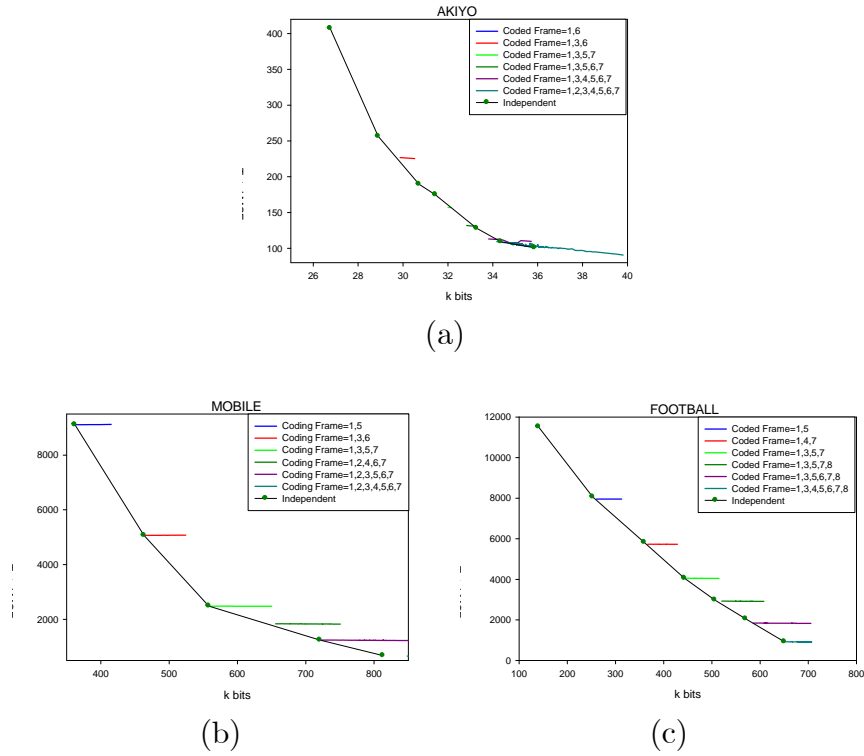 AKIYO
400
350
300
250
200
150
100
26 28 30 32 34 36 38 40
k bits
Coded Frame=1,6
Coded Frame=1,3,6
Coded Frame=1,3,5,7
Coded Frame=1,3,5,6,7
Coded Frame=1,3,4,5,6,7
Coded Frame=1,2,3,4,5,6,7
Independent
(a)
MOBILE
8000
6000
4000
2000
400 500 600 700 800
k bits
Coding Frame=1,5
Coding Frame=1,3,6
Coding Frame=1,3,5,7
Coding Frame=1,2,4,6,7
Coding Frame=1,2,3,5,6,7
Coding Frame=1,2,3,4,5,6,7
Independent
(b)
FOOTBALL
12000
10000
8000
6000
4000
2000
0
100 200 300 400 500 600 700 800
k bits
Coded Frame=1,5
Coded Frame=1,4,7
Coded Frame=1,3,5,7
Coded Frame=1,3,5,7,8
Coded Frame=1,3,5,6,7,8
Coded Frame=1,3,4,5,6,7,8
Independent
(c)